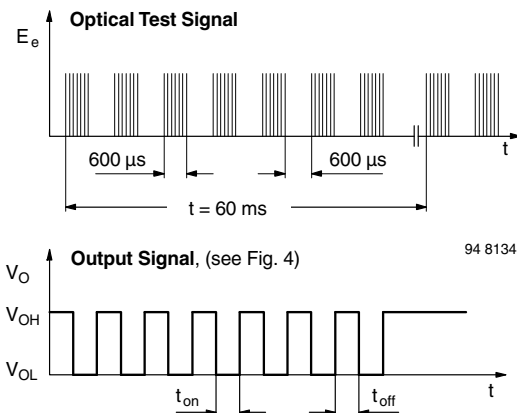 Optical Test Signal
E e
t
600 µs
600 µs
t = 60 ms
94 8134
Output Signal, (see Fig. 4)
V O
V OH
V OL
t
t on
t off